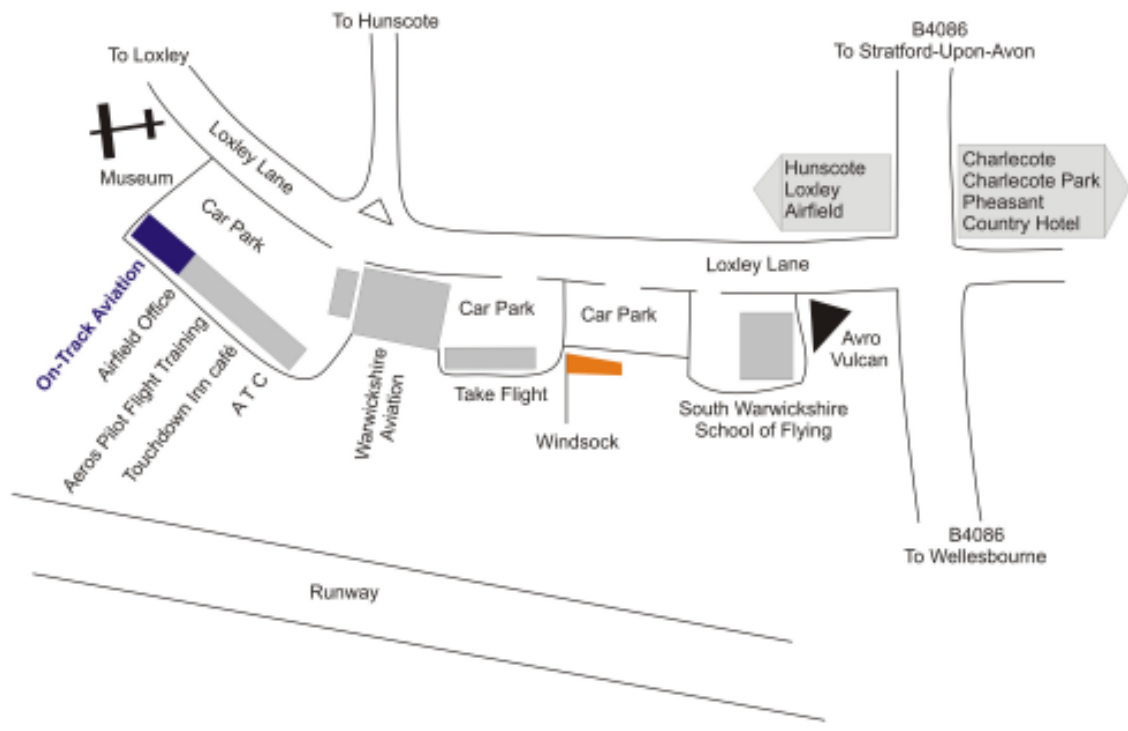 To Hunscote
B4086
To Stratford-Upon-Avon
To Loxley
Loxley Lane
Museum
Car Park
Hunscote
Loxley
Airfield
Charlecote
Charlecote Park
Pheasant
Country Hotel
Loxley Lane
Car Park
Car Park
Avro
Vulcan
On-Track Aviation
Airfield Office
Aeros Pilot Flight Training
Touchdown Inn café
A T C
Warwickshire
Aviation
Take Flight
Windsock
South Warwickshire
School of Flying
B4086
To Wellesbourne
Runway